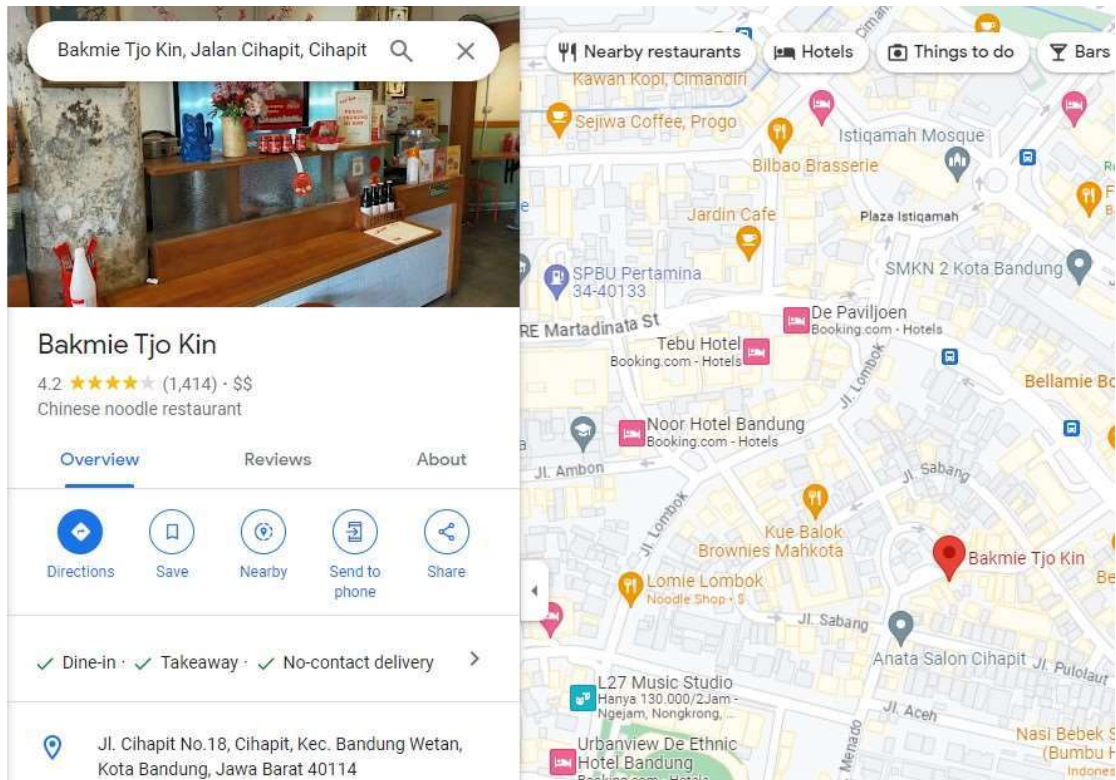 Bakmie Tjo Kin, Jalan Cihapit, Cihapit
Bakmie Tjo Kin
4.2 ★★★★★ (1,414) · $$
Chinese noodle restaurant
Overview
Reviews
About
Directions
Save
Nearby
Send to
phone
Share
Dine-in · Takeaway · No-contact delivery
Jl. Cihapit No.18, Cihapit, Kec. Bandung Wetan,
Kota Bandung, Jawa Barat 40114
Nearby restaurants
Hotels
Things to do
Bars
Kawan Kopi, Cimandiri
Sejiwa Coffee, Progo
Bilbao Brasserie
Istiqamah Mosque
Plaza Istiqamah
Jardin Cafe
SPBU Pertamina
34-40133
SMKN 2 Kota Bandung
RE Martadinata St
De Paviljoen
Booking.com - Hotels
Tebu Hotel
Booking.com - Hotels
Jl. Lombok
Bellamie Bo
Noor Hotel Bandung
Booking.com - Hotels
Jl. Ambon
Jl. Sabang
Jl. Lombok
Kue Balok
Brownies Mahkota
Bakmie Tjo Kin
Be
Lomie Lombok
Noodle Shop · $
Jl. Sabang
Anata Salon Cihapit
Jl. Pulolaut
L27 Music Studio
Hanya 130.000/2Jam -
Ngejam, Nongkrong, ...
Jl. Aceh
Menado
Nasi Bebek S
(Bumbu H
Indones
Urbanview De Ethnic
Hotel Bandung
Booking.com - Hotels